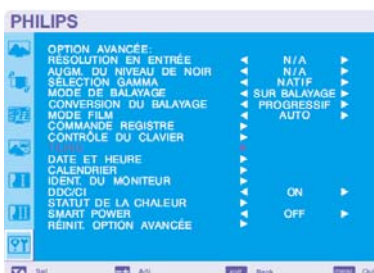 PHILIPS
OPTION AVANCÉE:
RÉSOLUTION EN ENTRÉE N/A
AUGM. DU NIVEAU DE NOIR N/A
SÉLECTION GAMMA NATIF
MODE DE BALAYAGE SUR BALAYAGE
CONVERSION DU BALAYAGE PROGRESSIF
MODE FILM AUTO
COMMANDE REGISTRE
CONTRÔLE DU CLAVIER
DATE ET HEURE
CALENDRIER
IDENT. DU MONITEUR
DDC/CI ON
STATUT DE LA CHALEUR
SMART POWER OFF
RÉINIT. OPTION AVANCÉE